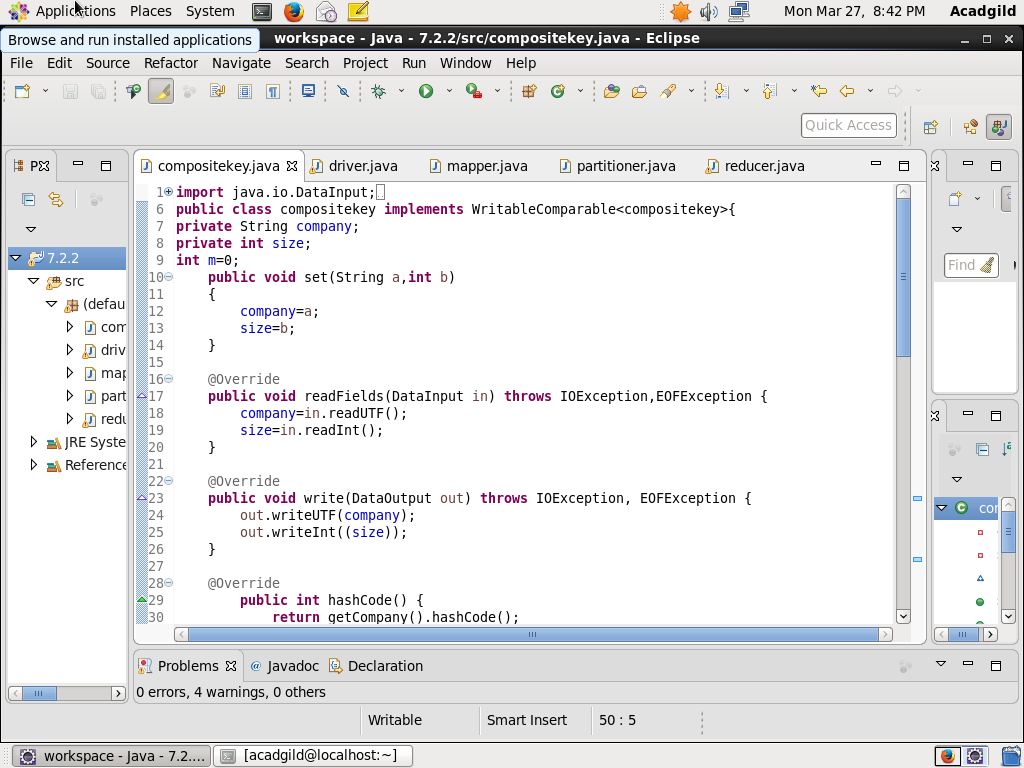 Applications Places System Mon Mar 27, 8:42 PM Acadgild
Browse and run installed applications
workspace - Java - 7.2.2/src/compositekey.java - Eclipse
File Edit Source Refactor Navigate Search Project Run Window Help
Quick Access
P
compositekey.java driver.java mapper.java partitioner.java reducer.java
7.2.2
src
(defau
com
driv
map
part
redu
JRE Syste
Reference
1 import java.io.DataInput;
6 public class compositekey implements WritableComparable<compositekey>{
7 private String company;
8 private int size;
9 int m=0;
10 public void set(String a,int b)
11 {
12 company=a;
13 size=b;
14 }
15
16 @Override
17 public void readFields(DataInput in) throws IOException,EOFException {
18 company=in.readUTF();
19 size=in.readInt();
20 }
21
22 @Override
23 public void write(DataOutput out) throws IOException, EOFException {
24 out.writeUTF(company);
25 out.writeInt((size));
26 }
27
28 @Override
29 public int hashCode() {
30 return getCompany().hashCode();
Find
com
Problems @ Javadoc Declaration
0 errors, 4 warnings, 0 others
Writable Smart Insert 50 : 5
workspace - Java - 7.2.... [acadgild@localhost:~]